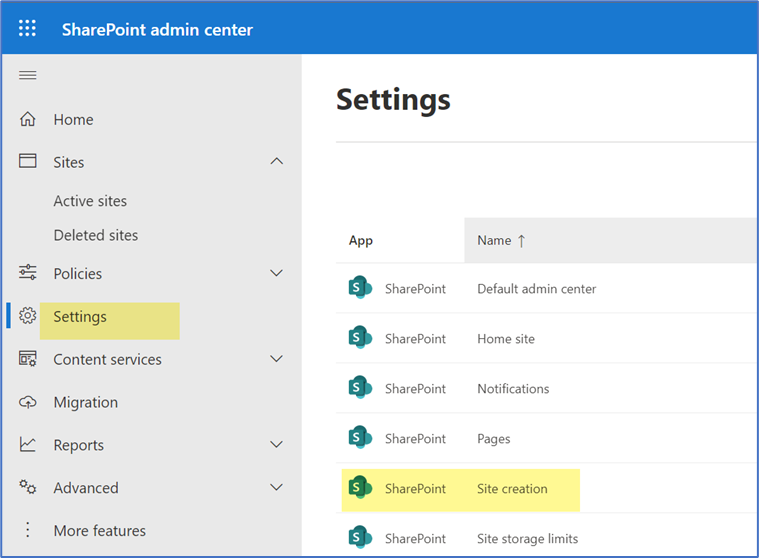 SharePoint admin center
Home
Sites
Active sites
Deleted sites
Policies
Settings
Content services
Migration
Reports
Advanced
More features
Settings
App Name ↑
S SharePoint Default admin center
S SharePoint Home site
S SharePoint Notifications
S SharePoint Pages
S SharePoint Site creation
S SharePoint Site storage limits